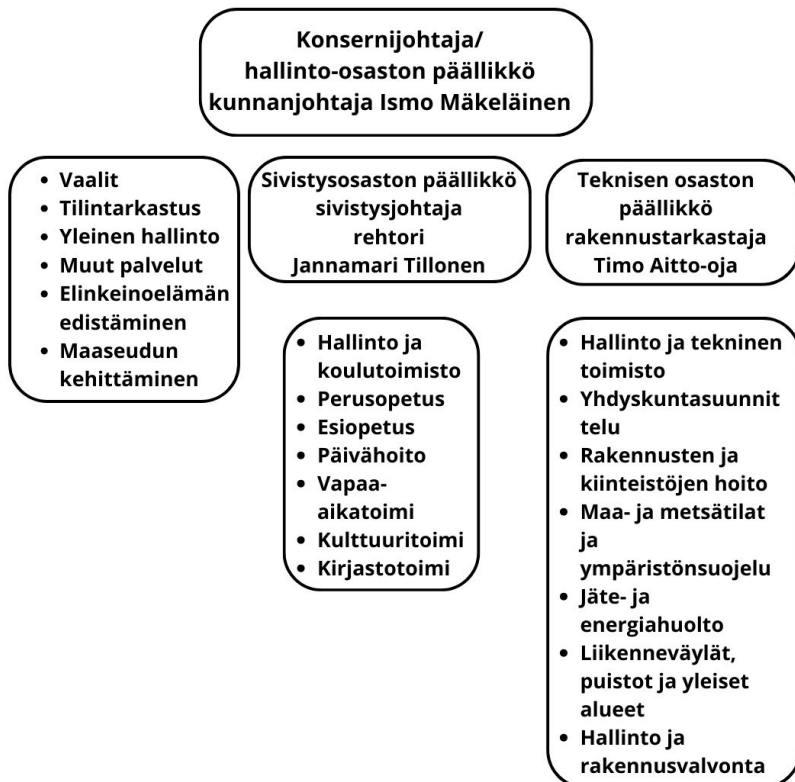 Konsernijohtaja/
hallinto-osaston päällikkö
kunnanjohtaja Ismo Mäkeläinen
• Vaalit
• Tilintarkastus
• Yleinen hallinto
• Muut palvelut
• Elinkeinoelämän
edistäminen
• Maaseudun
kehittäminen
Sivistysosaston päällikkö
sivistysjohtaja
rehtori
Jannamari Tillonen
• Hallinto ja
koulutoimisto
• Perusopetus
• Esiopetus
• Päivähoito
• Vapaa-
aikatoimi
• Kulttuuritoimi
• Kirjastotoimi
Teknisen osaston
päällikkö
rakennustarkastaja
Timo Aitto-oja
• Hallinto ja tekninen
toimisto
• Yhdyskuntasuunnit
telu
• Rakennusten ja
kiinteistöjen hoito
• Maa- ja metsätilat
ja
ympäristönsuojelu
• Jäte- ja
energiahuolto
• Liikenneväylät,
puistot ja yleiset
alueet
• Hallinto ja
rakennusvalvonta